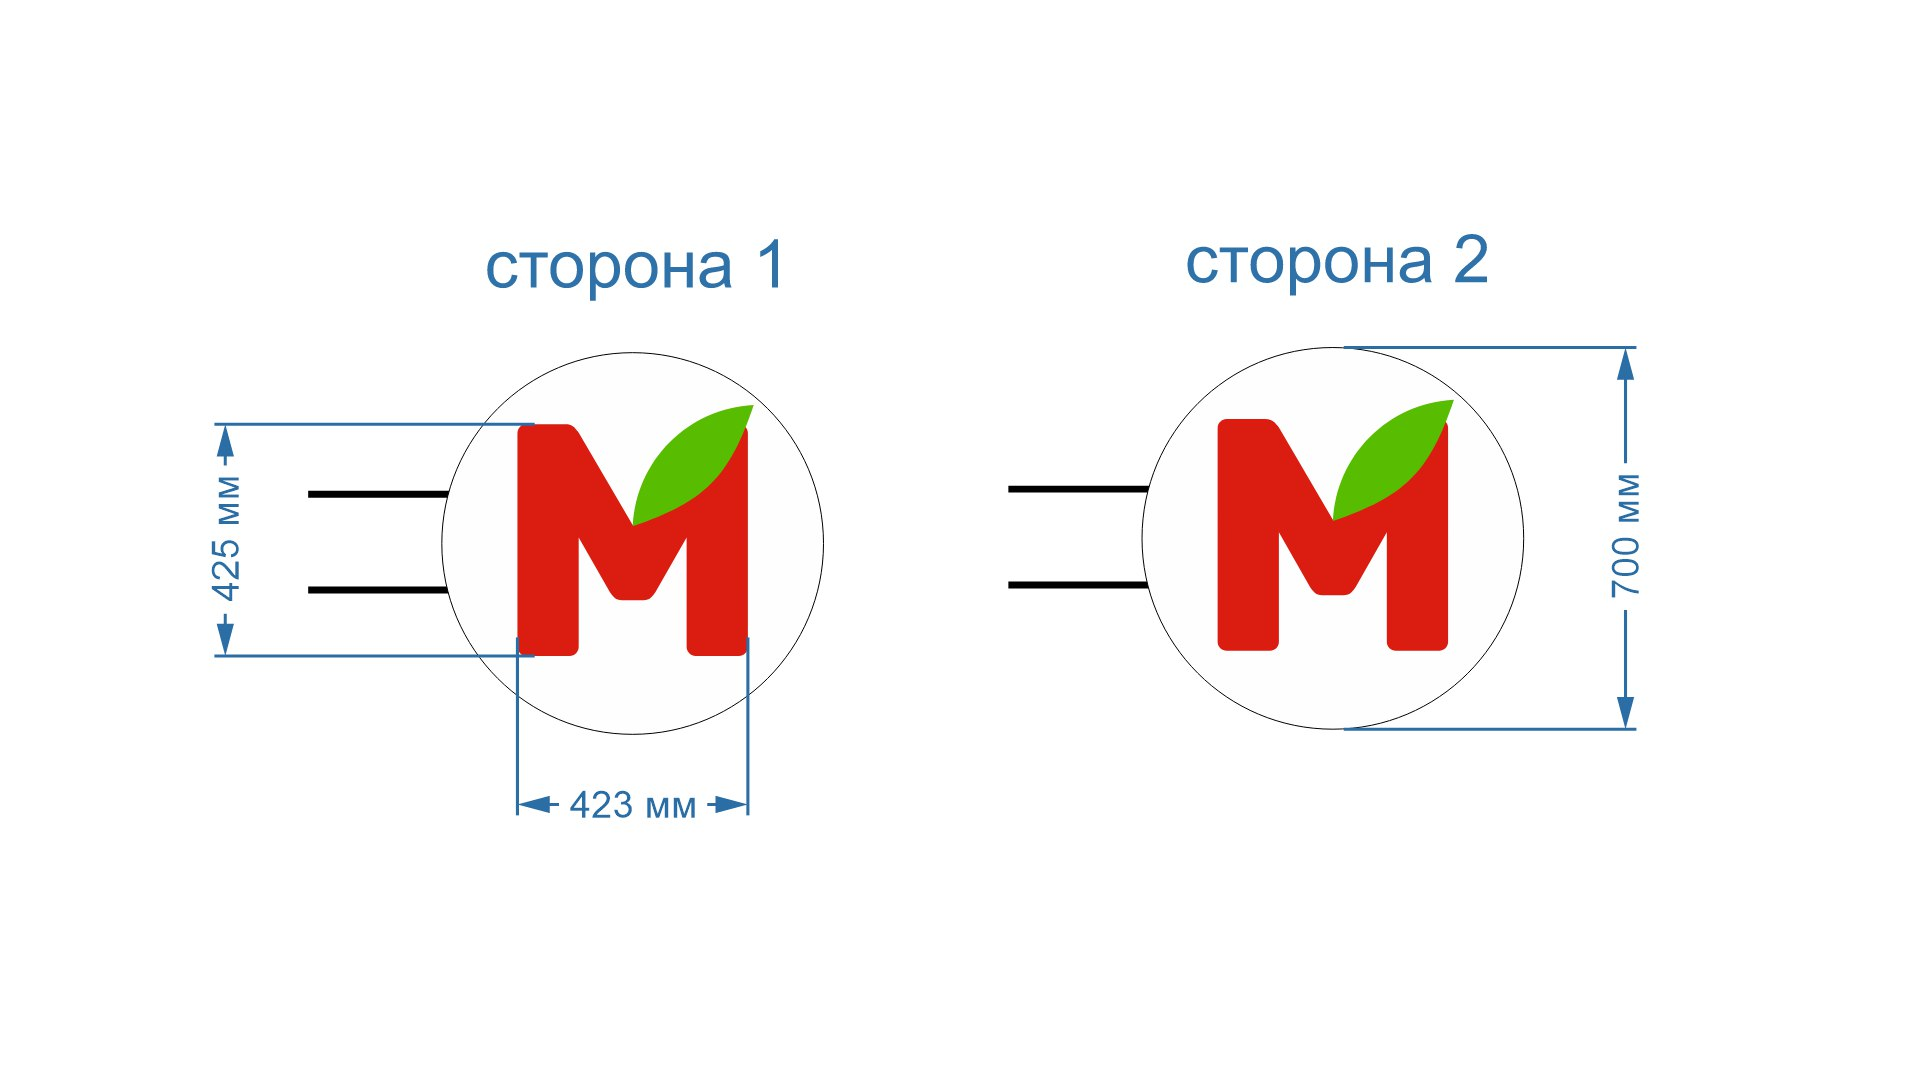 сторона 1
сторона 2
425 мм
700 мм
423 мм
М
М